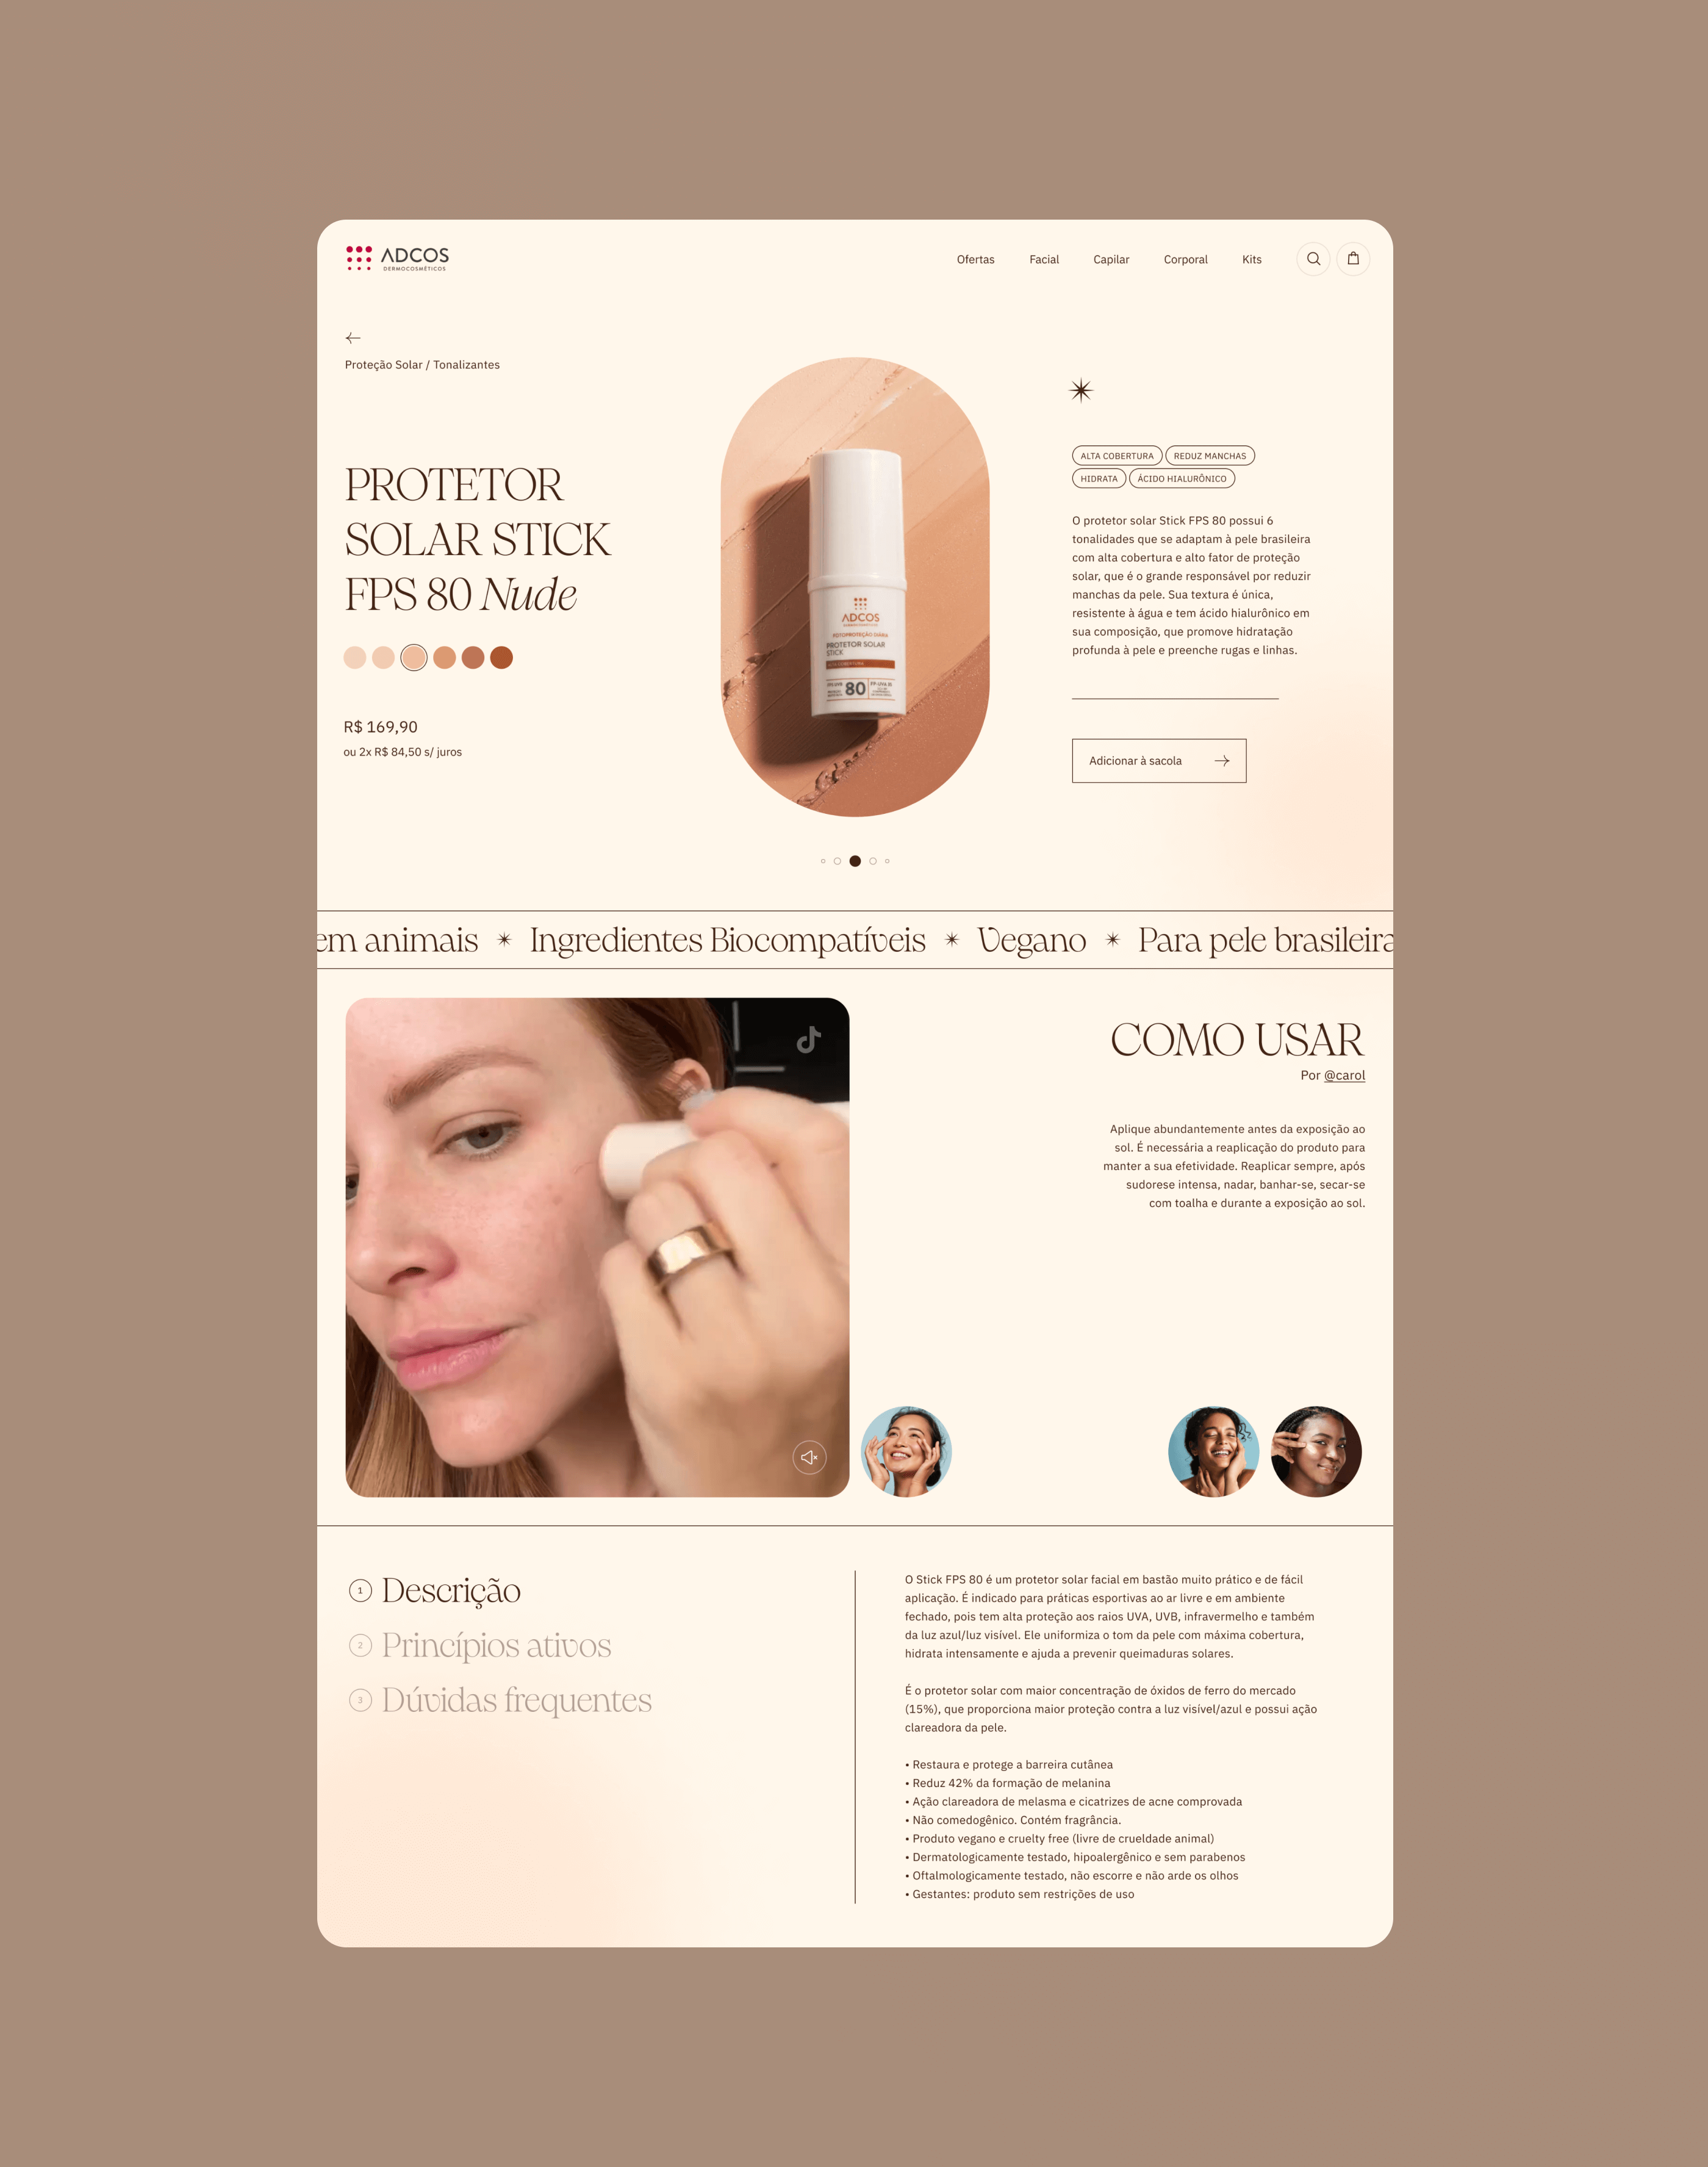 ADCOS
DERMOCOSMÉTICOS
Ofertas
Facial
Capilar
Corporal
Kits
Proteção Solar / Tonalizantes
PROTETOR
SOLAR STICK
FPS 80 Nude
R$ 169,90
ou 2x R$ 84,50 s/ juros
ADCOS
FOTOPROTEÇÃO DIÁRIA
PROTETOR SOLAR
STICK
ALTA COBERTURA
80
ALTA COBERTURA
REDUZ MANCHAS
HIDRATA
ÁCIDO HIALURÔNICO
O protetor solar Stick FPS 80 possui 6
tonalidades que se adaptam à pele brasileira
com alta cobertura e alto fator de proteção
solar, que é o grande responsável por reduzir
manchas da pele. Sua textura é única,
resistente à água e tem ácido hialurônico em
sua composição, que promove hidratação
profunda à pele e preenche rugas e linhas.
Adicionar à sacola
em animais Ingredientes Biocompatíveis Vegano Para pele brasileira
COMO USAR
Por @carol
Aplique abundantemente antes da exposição ao
sol. É necessária a reaplicação do produto para
manter a sua efetividade. Reaplicar sempre, após
sudorese intensa, nadar, banhar-se, secar-se
com toalha e durante a exposição ao sol.
1 Descrição
2 Princípios ativos
3 Dúvidas frequentes
O Stick FPS 80 é um protetor solar facial em bastão muito prático e de fácil
aplicação. É indicado para práticas esportivas ao ar livre e em ambiente
fechado, pois tem alta proteção aos raios UVA, UVB, infravermelho e também
da luz azul/luz visível. Ele uniformiza o tom da pele com máxima cobertura,
hidrata intensamente e ajuda a prevenir queimaduras solares.
É o protetor solar com maior concentração de óxidos de ferro do mercado
(15%), que proporciona maior proteção contra a luz visível/azul e possui ação
clareadora da pele.
• Restaura e protege a barreira cutânea
• Reduz 42% da formação de melanina
• Ação clareadora de melasma e cicatrizes de acne comprovada
• Não comedogênico. Contém fragrância.
• Produto vegano e cruelty free (livre de crueldade animal)
• Dermatologicamente testado, hipoalergênico e sem parabenos
• Oftalmologicamente testado, não escorre e não arde os olhos
• Gestantes: produto sem restrições de uso